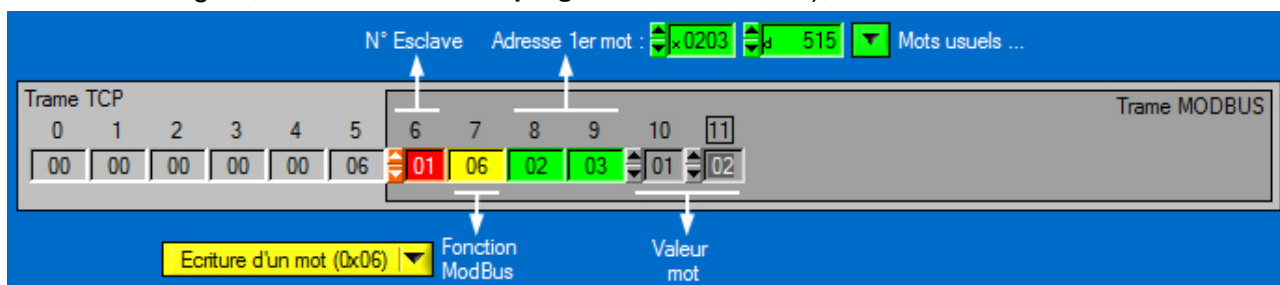 N° Esclave Adresse 1er mot : x0203 d 515 Mots usuels ...
Trame TCP Trame MODBUS
0 1 2 3 4 5 6 7 8 9 10 11
00 00 00 00 00 06 01 06 02 03 01 02
Ecriture d'un mot (0x06)
Fonction
ModBus
Valeur
mot